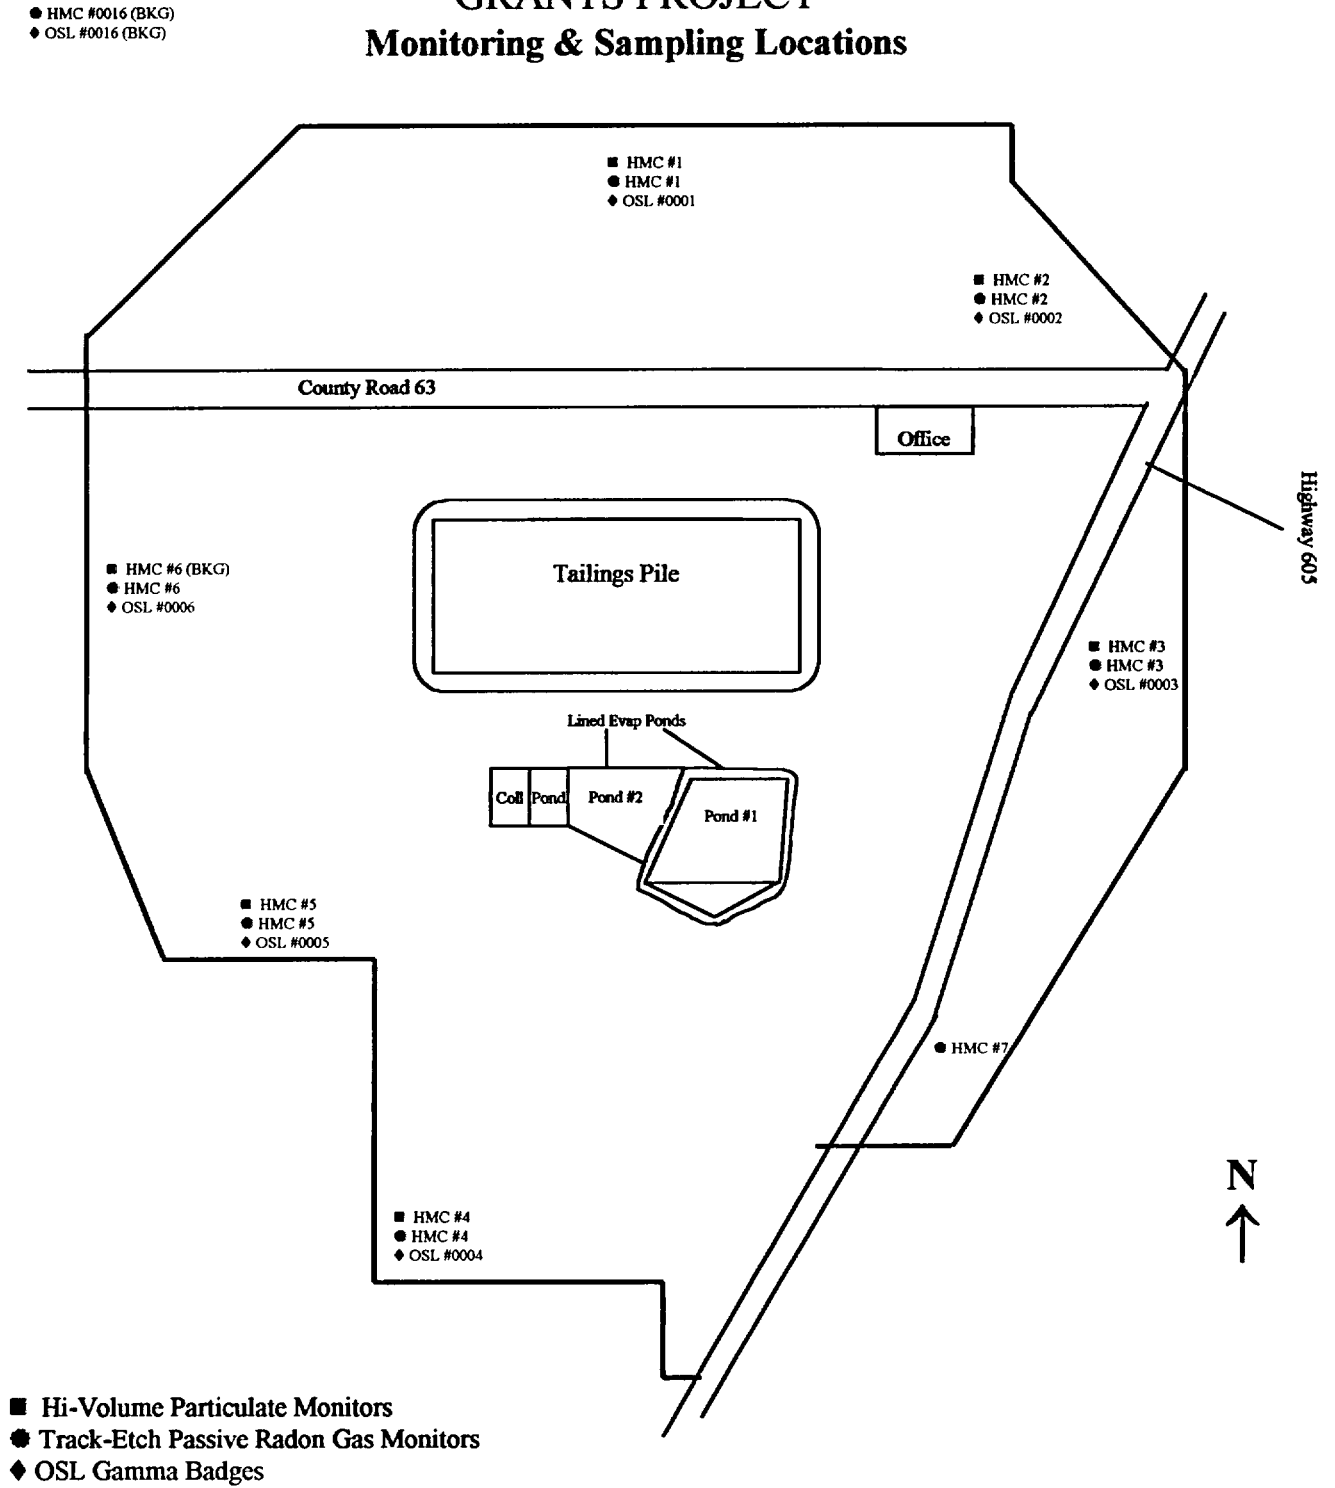 HMC #0016 (BKG)
OSL #0016 (BKG)
GRANTS PROJECT
Monitoring & Sampling Locations
HMC #1
HMC #1
OSL #0001
HMC #2
HMC #2
OSL #0002
County Road 63
Office
Highway 605
Tailings Pile
HMC #6 (BKG)
HMC #6
OSL #0006
HMC #3
HMC #3
OSL #0003
Lined Evap Ponds
Coll Pond
Pond #2
Pond #1
HMC #5
HMC #5
OSL #0005
HMC #7
N
HMC #4
HMC #4
OSL #0004
Hi-Volume Particulate Monitors
Track-Etch Passive Radon Gas Monitors
OSL Gamma Badges